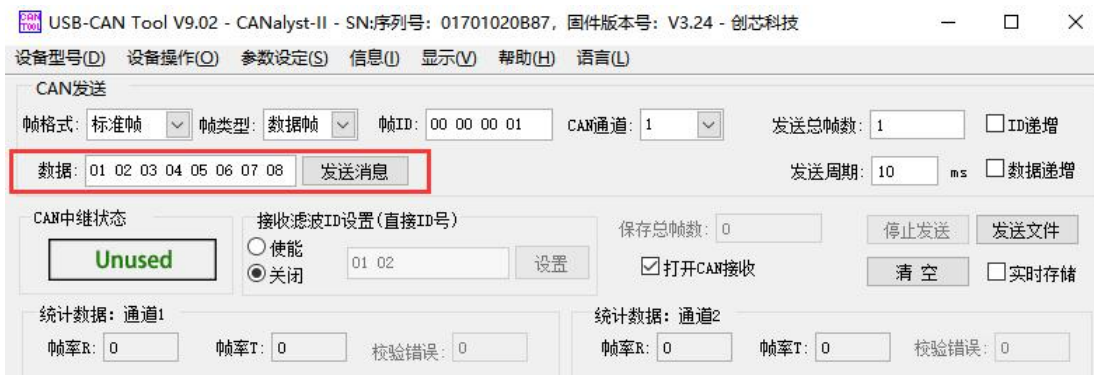 CAN TOOL USB-CAN Tool V9.02 - CANalyst-II - SN:序列号：01701020B87，固件版本号：V3.24 - 创芯科技
设备型号(D) 设备操作(O) 参数设定(S) 信息(I) 显示(V) 帮助(H) 语言(L)
CAN发送
帧格式: 标准帧 帧类型: 数据帧 帧ID: 00 00 00 01 CAN通道: 1 发送总帧数: 1 ID递增
数据: 01 02 03 04 05 06 07 08 发送消息 发送周期: 10 ms 数据递增
CAN中继状态 接收滤波ID设置(直接ID号) 保存总帧数: 0 停止发送 发送文件
Unused 使能 01 02 设置
关闭 打开CAN接收 清 空 实时存储
统计数据: 通道1 统计数据: 通道2
帧率R: 0 帧率T: 0 校验错误: 0 帧率R: 0 帧率T: 0 校验错误: 0